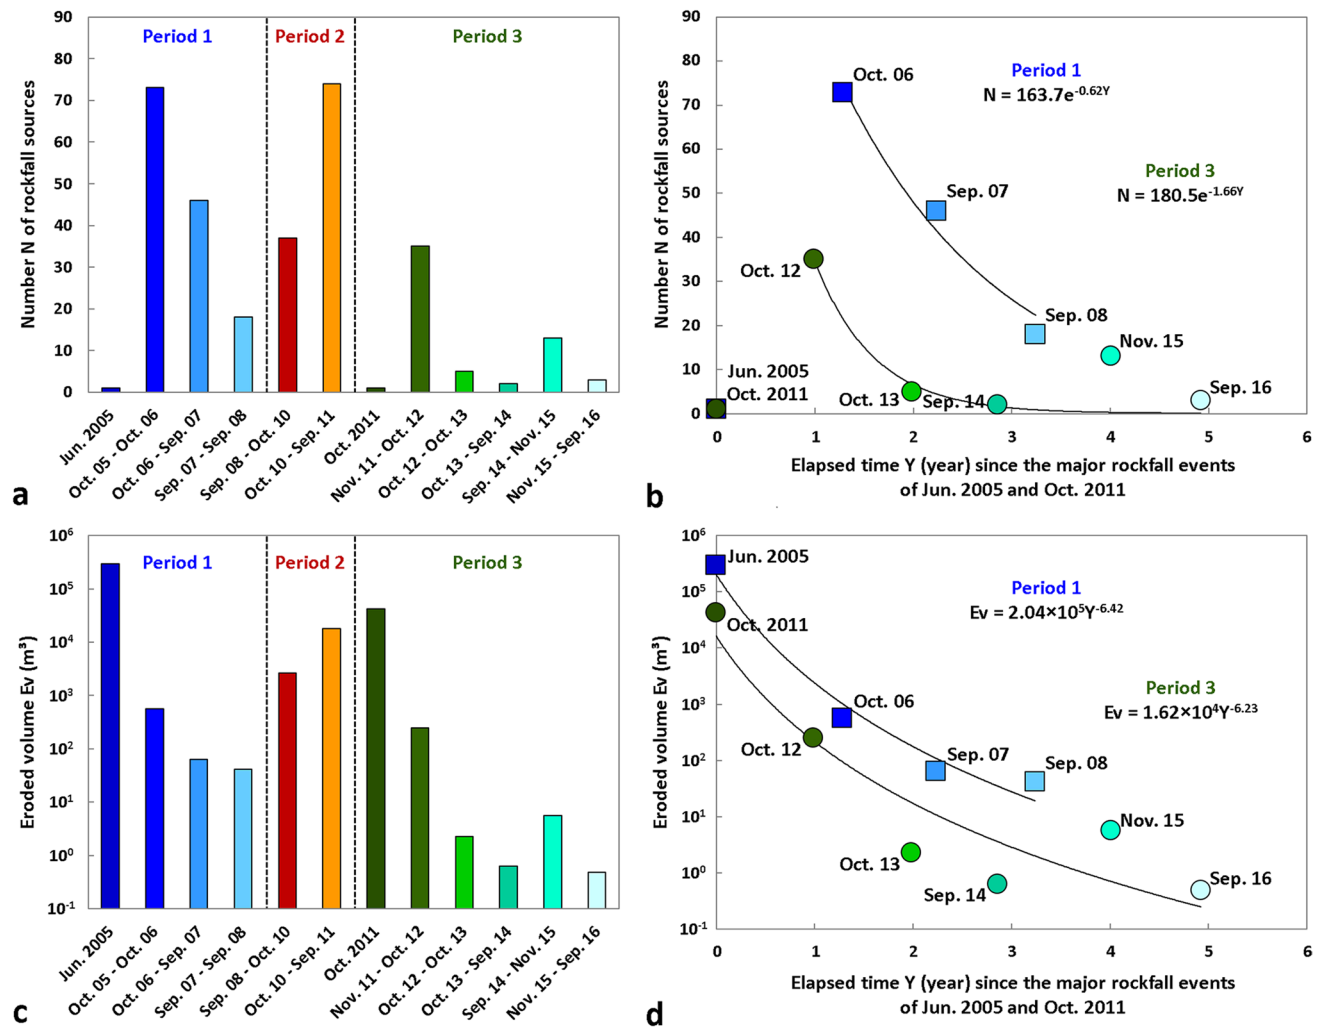 90
80
70
60
50
40
30
20
10
0
Number N of rockfall sources
Period 1
Period 2
Period 3
Jun. 2005
Oct. 05 - Oct. 06
Oct. 06 - Sep. 07
Sep. 07 - Sep. 08
Sep. 08 - Oct. 10
Oct. 10 - Sep. 11
Oct. 2011
Nov. 11 - Oct. 12
Nov. 12 - Oct. 13
Oct. 13 - Sep. 14
Sep. 14 - Nov. 15
Nov. 15 - Sep. 16
a
90
80
70
60
50
40
30
20
10
0
Number N of rockfall sources
Oct. 06
Period 1
N = 163.7e^-0.62Y
Period 3
N = 180.5e^-1.66Y
Sep. 07
Oct. 12
Sep. 08
Nov. 15
Jun. 2005
Oct. 2011
Oct. 13
Sep. 14
Sep. 16
0 1 2 3 4 5 6
Elapsed time Y (year) since the major rockfall events
of Jun. 2005 and Oct. 2011
b
10^6
10^5
10^4
10^3
10^2
10^1
10^0
10^-1
Eroded volume Ev (m³)
Period 1
Period 2
Period 3
Jun. 2005
Oct. 05 - Oct. 06
Oct. 06 - Sep. 07
Sep. 07 - Sep. 08
Sep. 08 - Oct. 10
Oct. 10 - Sep. 11
Oct. 2011
Nov. 11 - Oct. 12
Oct. 12 - Oct. 13
Oct. 13 - Sep. 14
Sep. 14 - Nov. 15
Nov. 15 - Sep. 16
c
10^6
10^5
10^4
10^3
10^2
10^1
10^0
10^-1
Eroded volume Ev (m³)
Jun. 2005
Period 1
Ev = 2.04×10^5Y^-6.42
Oct. 2011
Period 3
Ev = 1.62×10^4Y^-6.23
Oct. 06
Oct. 12
Sep. 07
Sep. 08
Nov. 15
Oct. 13
Sep. 14
Sep. 16
0 1 2 3 4 5 6
Elapsed time Y (year) since the major rockfall events
of Jun. 2005 and Oct. 2011
d